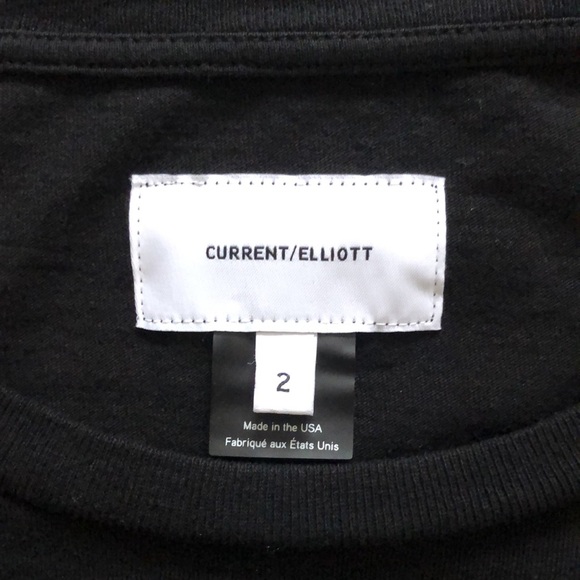 CURRENT/ELLIOTT
2
Made in the USA
Fabriqué aux États Unis